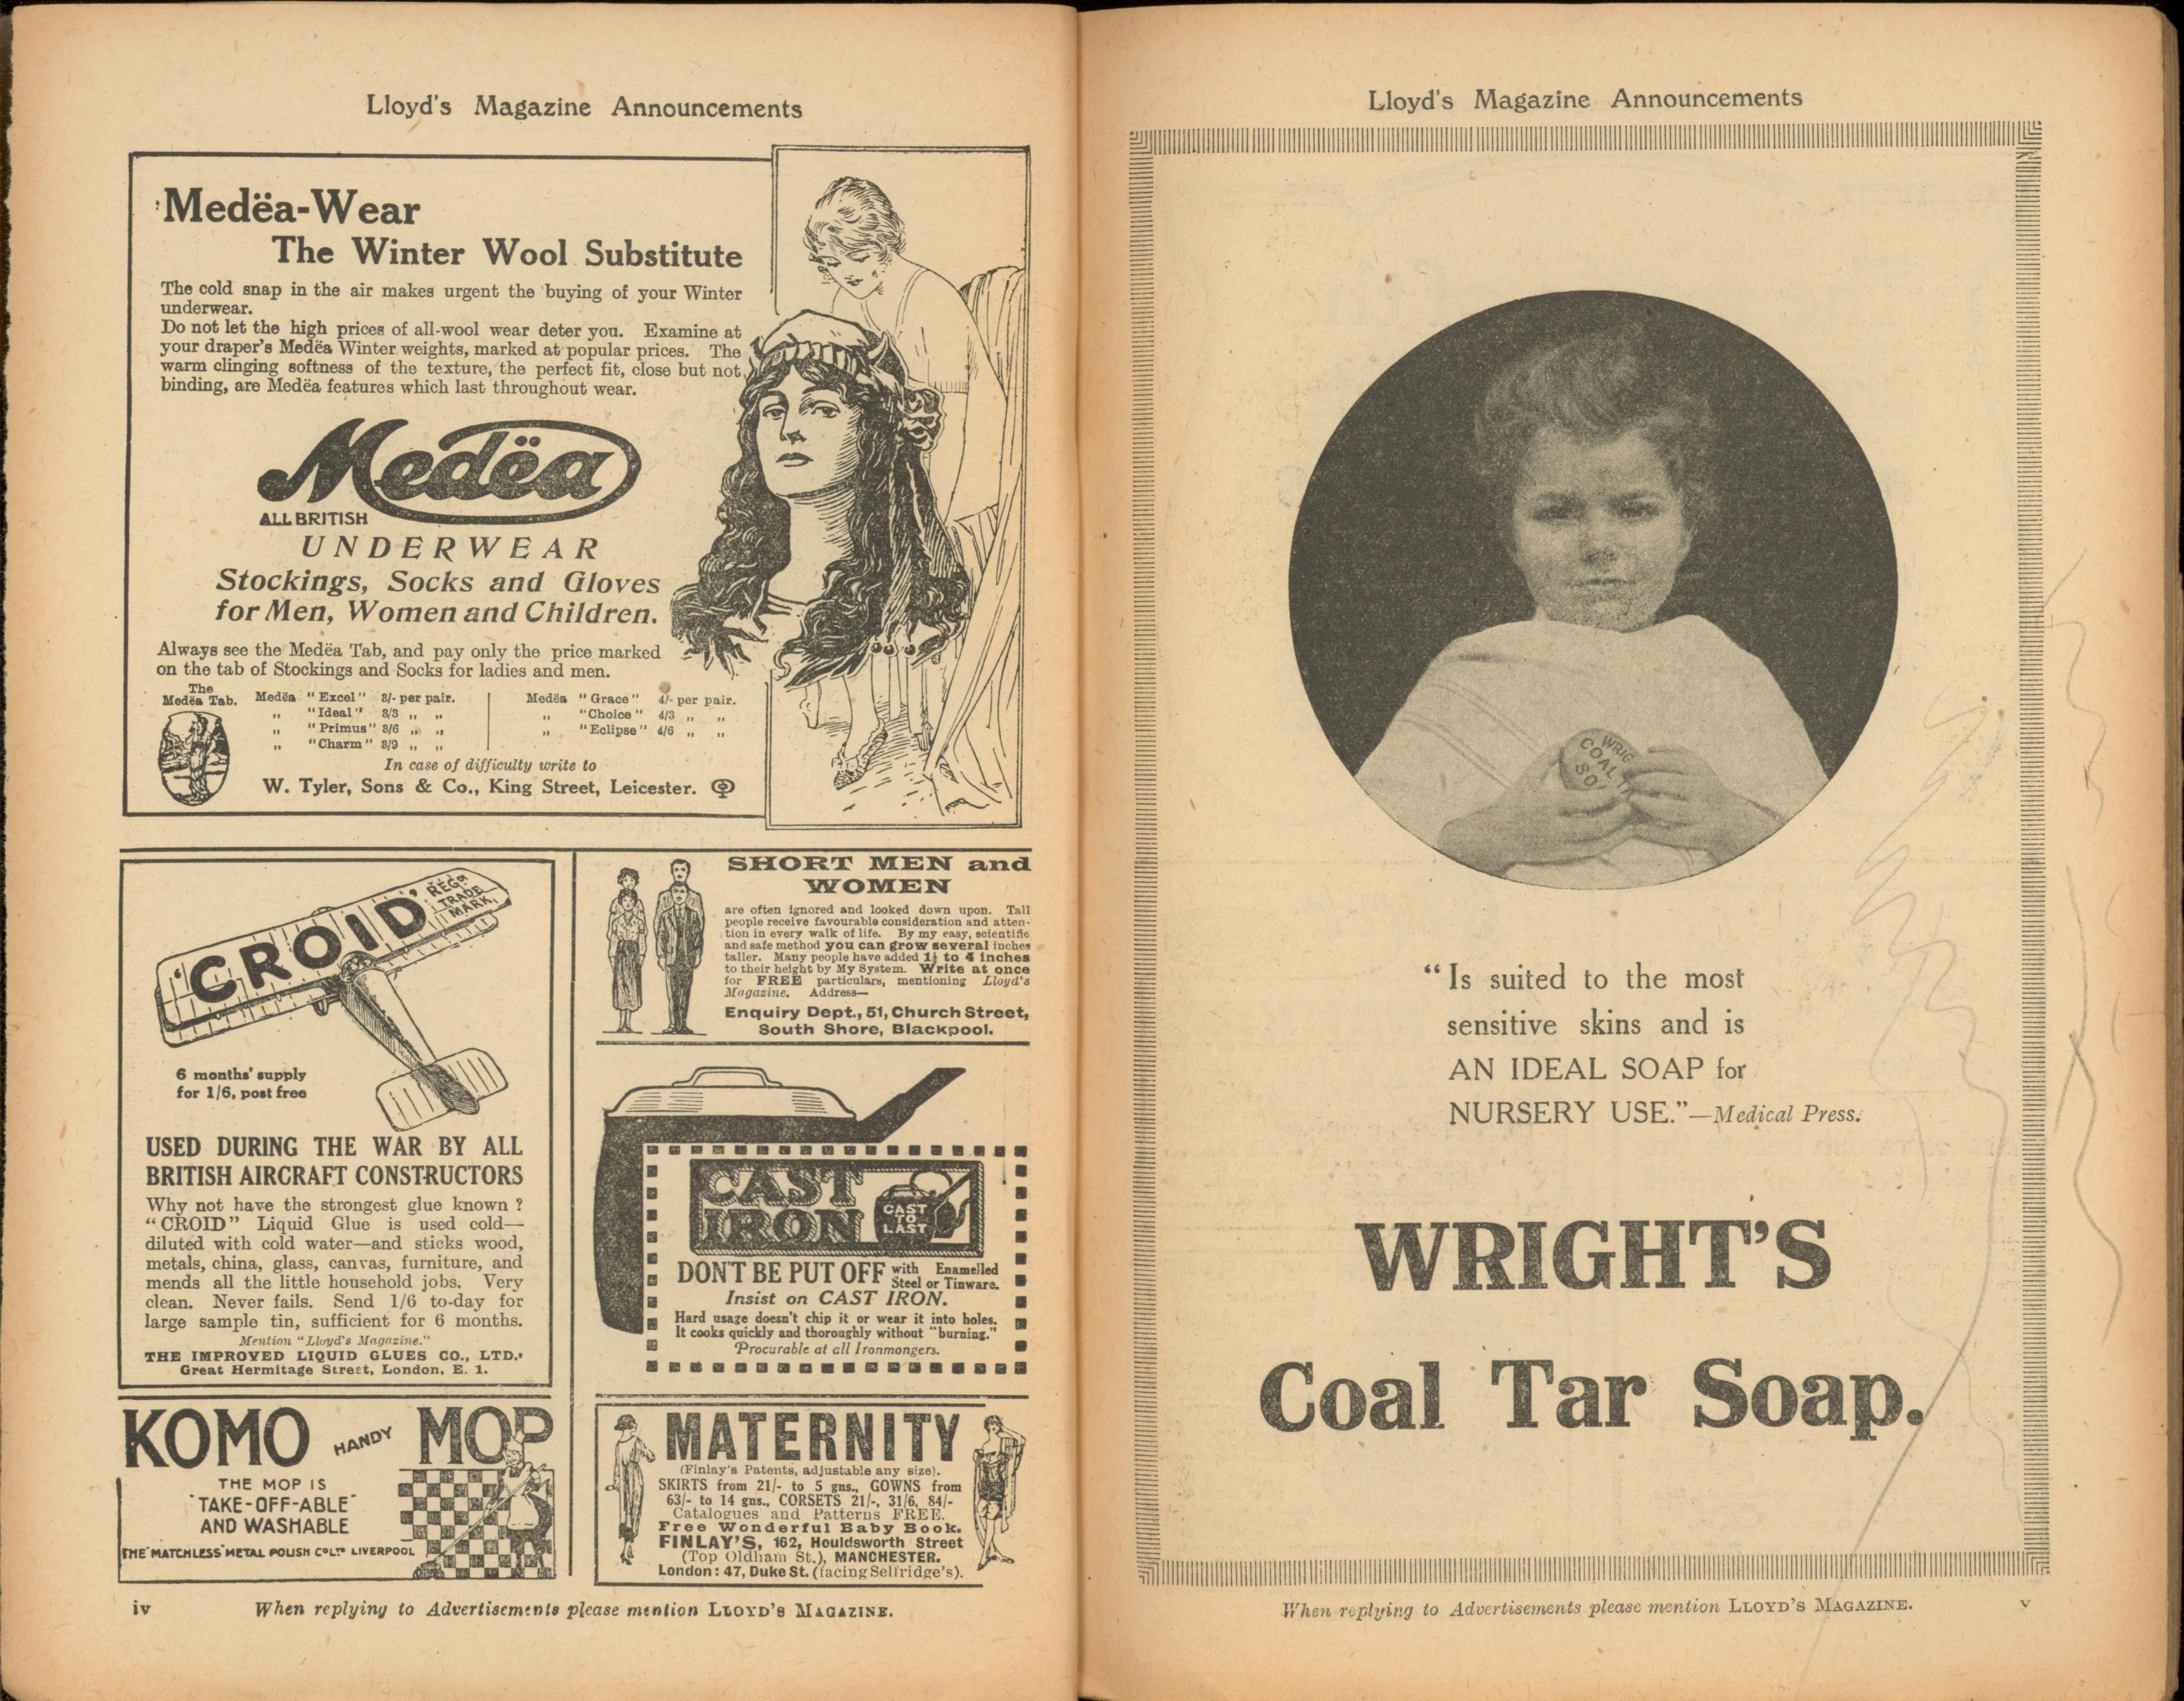 Lloyd's Magazine Announcements
Medëa-Wear
The Winter Wool Substitute
The cold snap in the air makes urgent the buying of your Winter
underwear.
Do not let the high prices of all-wool wear deter you. Examine at
your draper's Medëa Winter weights, marked at popular prices. The
warm clinging softness of the texture, the perfect fit, close but not
binding, are Medëa features which last throughout wear.
Medëa
ALL BRITISH
UNDERWEAR
Stockings, Socks and Gloves
for Men, Women and Children.
Always see the Medëa Tab, and pay only the price marked
on the tab of Stockings and Socks for ladies and men.
The
Medëa Tab.
Medëa "Excel" 3/- per pair.
„ "Ideal" 3/3 „ „
„ "Primus" 3/6 „ „
„ "Charm" 3/9 „ „
Medëa "Grace" 4/- per pair.
„ "Choice" 4/3 „ „
„ "Eclipse" 4/6 „ „
In case of difficulty write to
W. Tyler, Sons & Co., King Street, Leicester.
'CROID'
REGD
TRADE
MARK.
6 months' supply
for 1/6, post free
USED DURING THE WAR BY ALL
BRITISH AIRCRAFT CONSTRUCTORS
Why not have the strongest glue known?
"CROID" Liquid Glue is used cold—
diluted with cold water—and sticks wood,
metals, china, glass, canvas, furniture, and
mends all the little household jobs. Very
clean. Never fails. Send 1/6 to-day for
large sample tin, sufficient for 6 months.
Mention "Lloyd's Magazine."
THE IMPROVED LIQUID GLUES CO., LTD.,
Great Hermitage Street, London, E. 1.
KOMO HANDY MOP
THE MOP IS
"TAKE-OFF-ABLE"
AND WASHABLE
THE "MATCHLESS" METAL POLISH CO LTD LIVERPOOL
SHORT MEN and
WOMEN
are often ignored and looked down upon. Tall
people receive favourable consideration and atten-
tion in every walk of life. By my easy, scientific
and safe method you can grow several inches
taller. Many people have added 1½ to 4 inches
to their height by My System. Write at once
for FREE particulars, mentioning Lloyd's
Magazine. Address—
Enquiry Dept., 51, Church Street,
South Shore, Blackpool.
CAST
IRON
CAST
TO
LAST
DON'T BE PUT OFF with Enamelled
Steel or Tinware.
Insist on CAST IRON.
Hard usage doesn't chip it or wear it into holes.
It cooks quickly and thoroughly without "burning."
Procurable at all Ironmongers.
MATERNITY
(Finlay's Patents, adjustable any size).
SKIRTS from 21/- to 5 gns., GOWNS from
63/- to 14 gns., CORSETS 21/-, 31/6, 84/-
Catalogues and Patterns FREE.
Free Wonderful Baby Book.
FINLAY'S, 162, Houldsworth Street
(Top Oldham St.), MANCHESTER.
London: 47, Duke St. (facing Selfridge's).
iv When replying to Advertisements please mention LLOYD'S MAGAZINE.
Lloyd's Magazine Announcements
WRIG
COAL T
SO
"Is suited to the most
sensitive skins and is
AN IDEAL SOAP for
NURSERY USE."—Medical Press.
WRIGHT'S
Coal Tar Soap.
When replying to Advertisements please mention LLOYD'S MAGAZINE. v